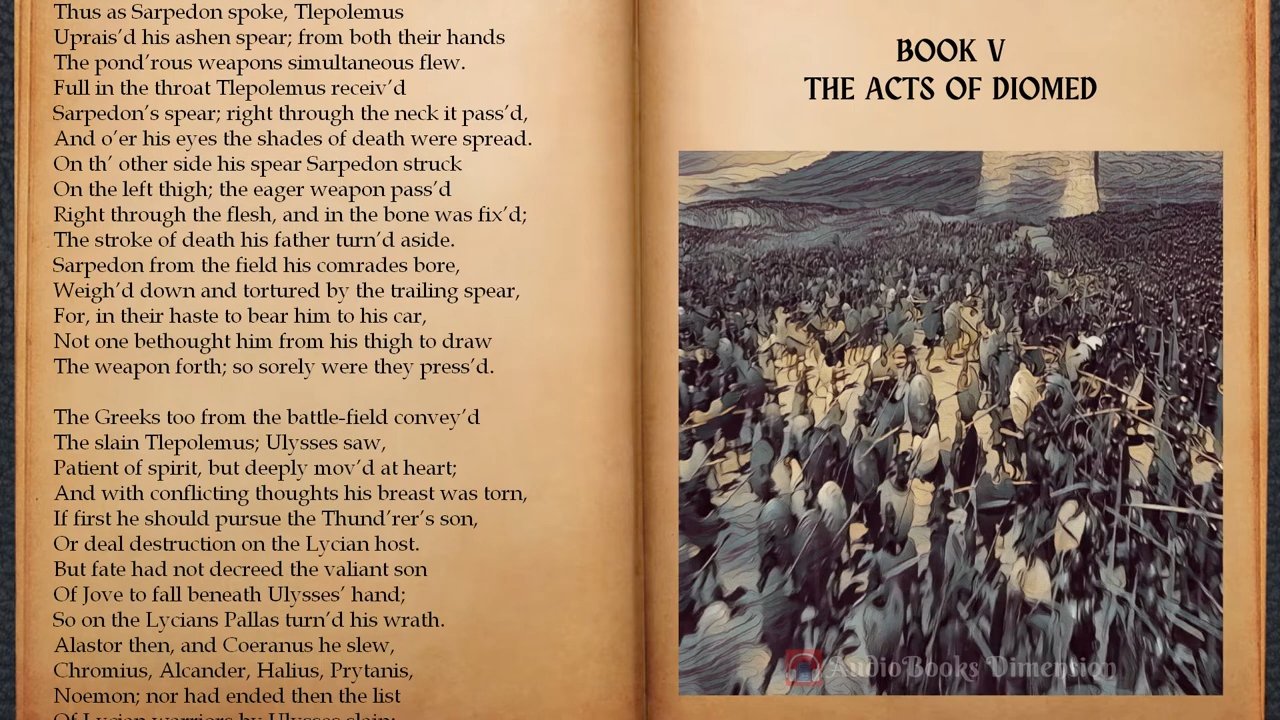 Thus as Sarpedon spoke, Tlepolemus
Uprais’d his ashen spear; from both their hands
The pond’rous weapons simultaneous flew.
Full in the throat Tlepolemus receiv’d
Sarpedon’s spear; right through the neck it pass’d,
And o’er his eyes the shades of death were spread.
On th’ other side his spear Sarpedon struck
On the left thigh; the eager weapon pass’d
Right through the flesh, and in the bone was fix’d;
The stroke of death his father turn’d aside.
Sarpedon from the field his comrades bore,
Weigh’d down and tortured by the trailing spear,
For, in their haste to bear him to his car,
Not one bethought him from his thigh to draw
The weapon forth; so sorely were they press’d.
The Greeks too from the battle-field convey’d
The slain Tlepolemus; Ulysses saw,
Patient of spirit, but deeply mov’d at heart;
And with conflicting thoughts his breast was torn,
If first he should pursue the Thund’rer’s son,
Or deal destruction on the Lycian host.
But fate had not decreed the valiant son
Of Jove to fall beneath Ulysses’ hand;
So on the Lycians Pallas turn’d his wrath.
Alastor then, and Coeranus he slew,
Chromius, Alcander, Halius, Prytanis,
Noemon; nor had ended then the list
Of Lycian warriors by Ulysses slain;
BOOK V
THE ACTS OF DIOMED
AudioBooks Dimension